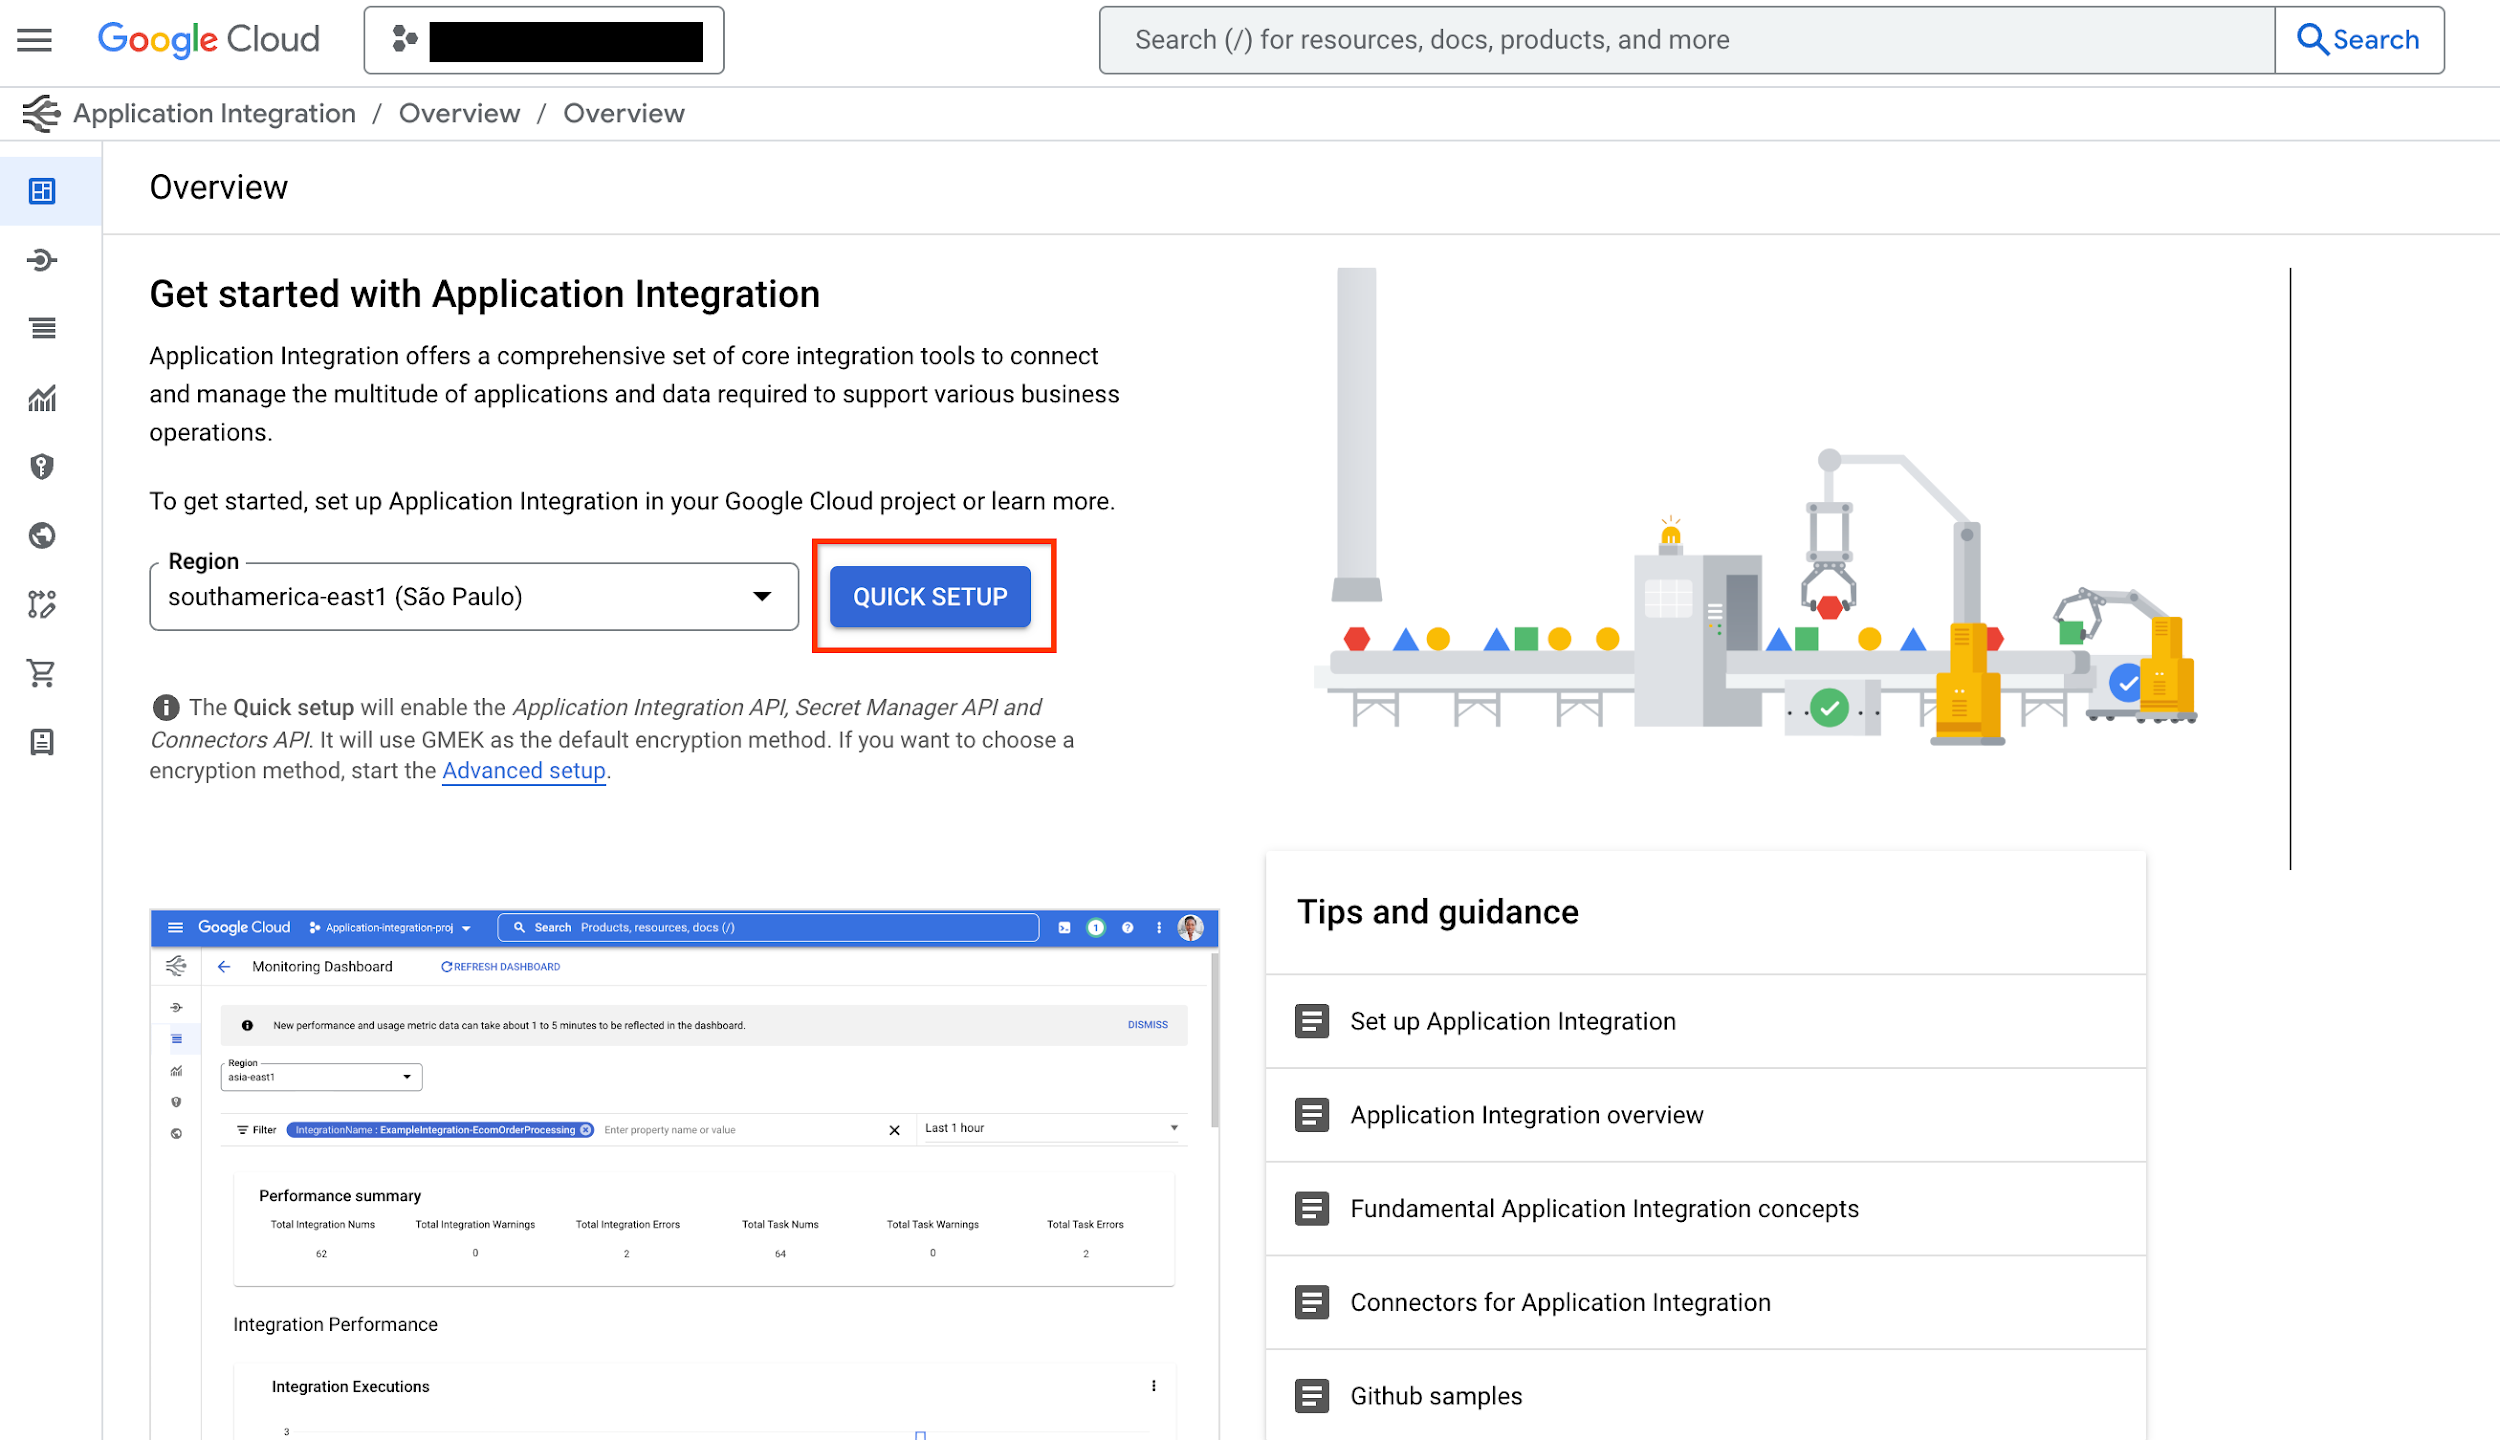 Google Cloud
Search (/) for resources, docs, products, and more
Search
Application Integration / Overview / Overview
Overview
Get started with Application Integration
Application Integration offers a comprehensive set of core integration tools to connect
and manage the multitude of applications and data required to support various business
operations.
To get started, set up Application Integration in your Google Cloud project or learn more.
Region
southamerica-east1 (São Paulo)
QUICK SETUP
The Quick setup will enable the Application Integration API, Secret Manager API and
Connectors API. It will use GMEK as the default encryption method. If you want to choose a
encryption method, start the Advanced setup.
Google Cloud Application-integration-proj Search Products, resources, docs (/) 1 ?
Monitoring Dashboard REFRESH DASHBOARD
New performance and usage metric data can take about 1 to 5 minutes to be reflected in the dashboard. DISMISS
Region
asia-east1
Filter IntegrationName : ExampleIntegration-EcomOrderProcessing Enter property name or value Last 1 hour
Performance summary
Total Integration Nums Total Integration Warnings Total Integration Errors Total Task Nums Total Task Warnings Total Task Errors
62 0 2 64 0 2
Integration Performance
Integration Executions
3
Tips and guidance
Set up Application Integration
Application Integration overview
Fundamental Application Integration concepts
Connectors for Application Integration
Github samples